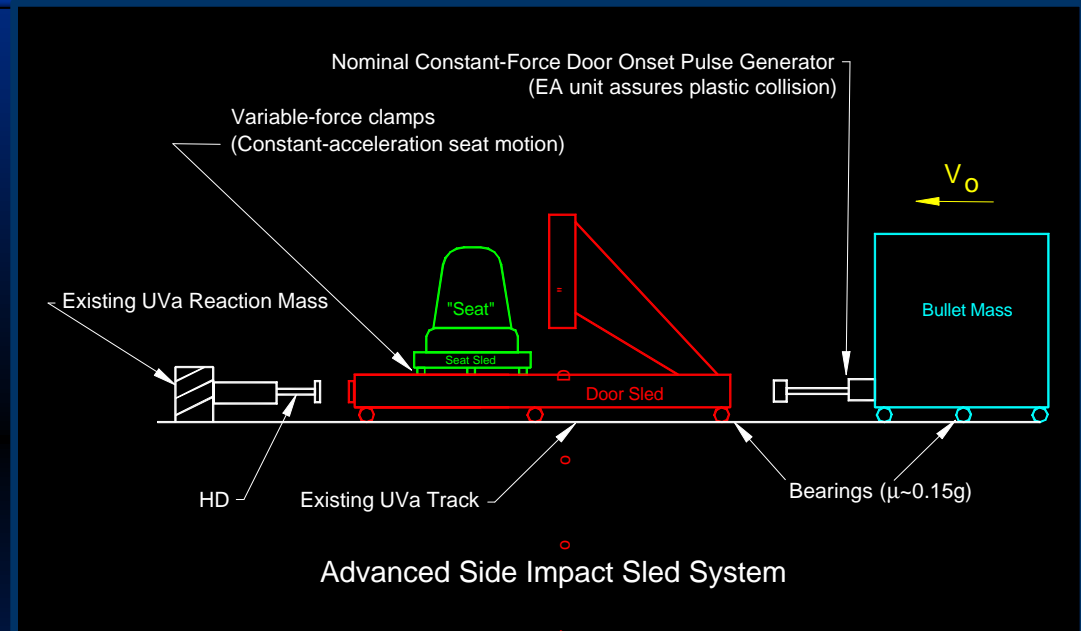 Nominal Constant-Force Door Onset Pulse Generator
(EA unit assures plastic collision)
Variable-force clamps
(Constant-acceleration seat motion)
Vo
Existing UVa Reaction Mass
"Seat"
Seat Sled
"
D
o
o
Door Sled
Bullet Mass
HD
Existing UVa Track
Bearings (μ~0.15g)
Advanced Side Impact Sled System